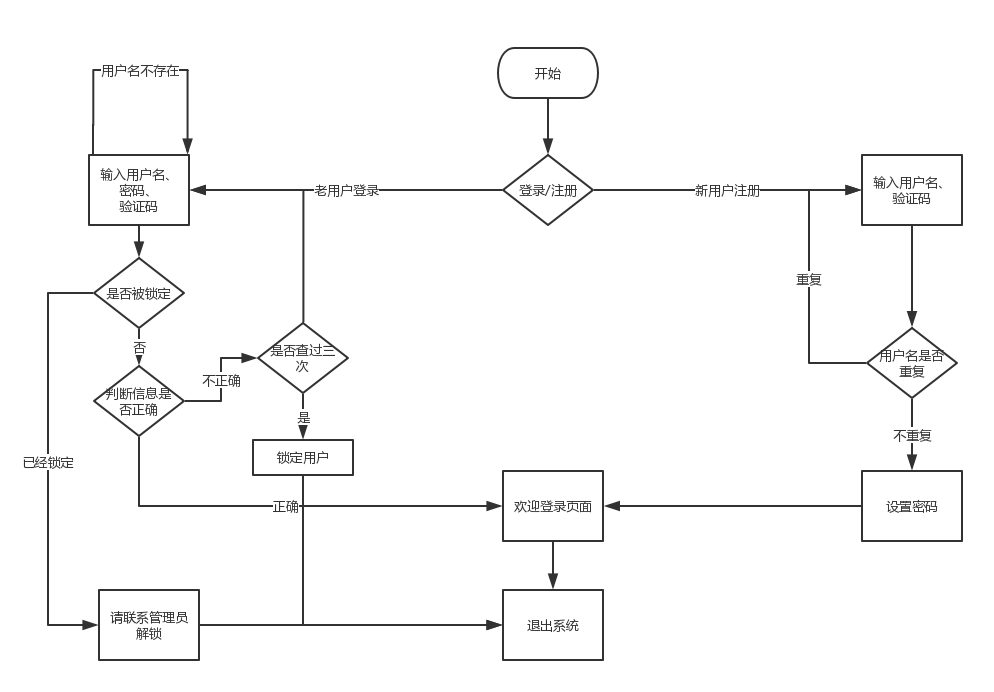 用户名不存在
开始
输入用户名、
密码、
验证码
老用户登录
登录/注册
新用户注册
输入用户名、
验证码
是否被锁定
重复
否
是否查过三
次
用户名是否
重复
不正确
判断信息是
否正确
是
不重复
已经锁定
锁定用户
正确
欢迎登录页面
设置密码
请联系管理员
解锁
退出系统